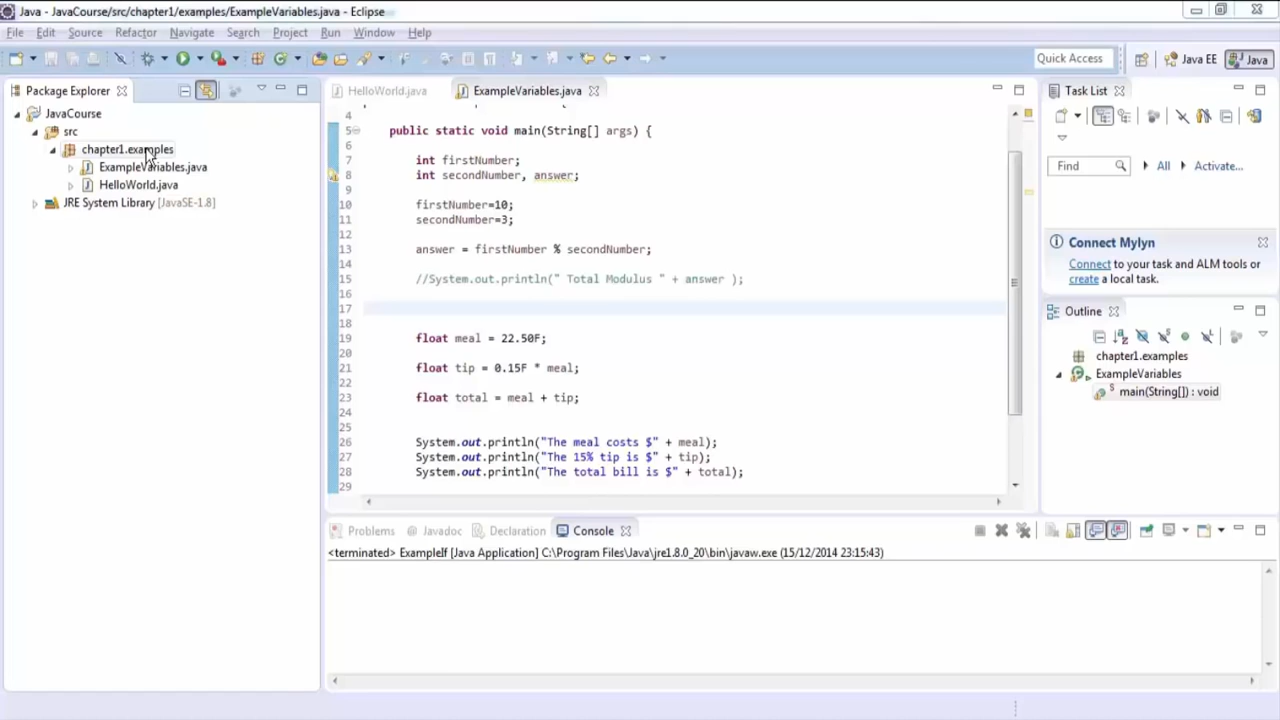 Java - JavaCourse/src/chapter1/examples/ExampleVariables.java - Eclipse
File Edit Source Refactor Navigate Search Project Run Window Help
Quick Access
Java EE
Java
Package Explorer
JavaCourse
src
chapter1.examples
ExampleVariables.java
HelloWorld.java
JRE System Library [JavaSE-1.8]
HelloWorld.java
ExampleVariables.java
4
5 public static void main(String[] args) {
6
7 int firstNumber;
8 int secondNumber, answer;
9
10 firstNumber=10;
11 secondNumber=3;
12
13 answer = firstNumber % secondNumber;
14
15 //System.out.println(" Total Modulus " + answer );
16
17
18
19 float meal = 22.50F;
20
21 float tip = 0.15F * meal;
22
23 float total = meal + tip;
24
25
26 System.out.println("The meal costs $" + meal);
27 System.out.println("The 15% tip is $" + tip);
28 System.out.println("The total bill is $" + total);
29
Problems Javadoc Declaration Console
<terminated> ExampleIf [Java Application] C:\Program Files\Java\jre1.8.0_20\bin\javaw.exe (15/12/2014 23:15:43)
Task List
Find All Activate...
Connect Mylyn
Connect to your task and ALM tools or
create a local task.
Outline
chapter1.examples
ExampleVariables
S main(String[]) : void